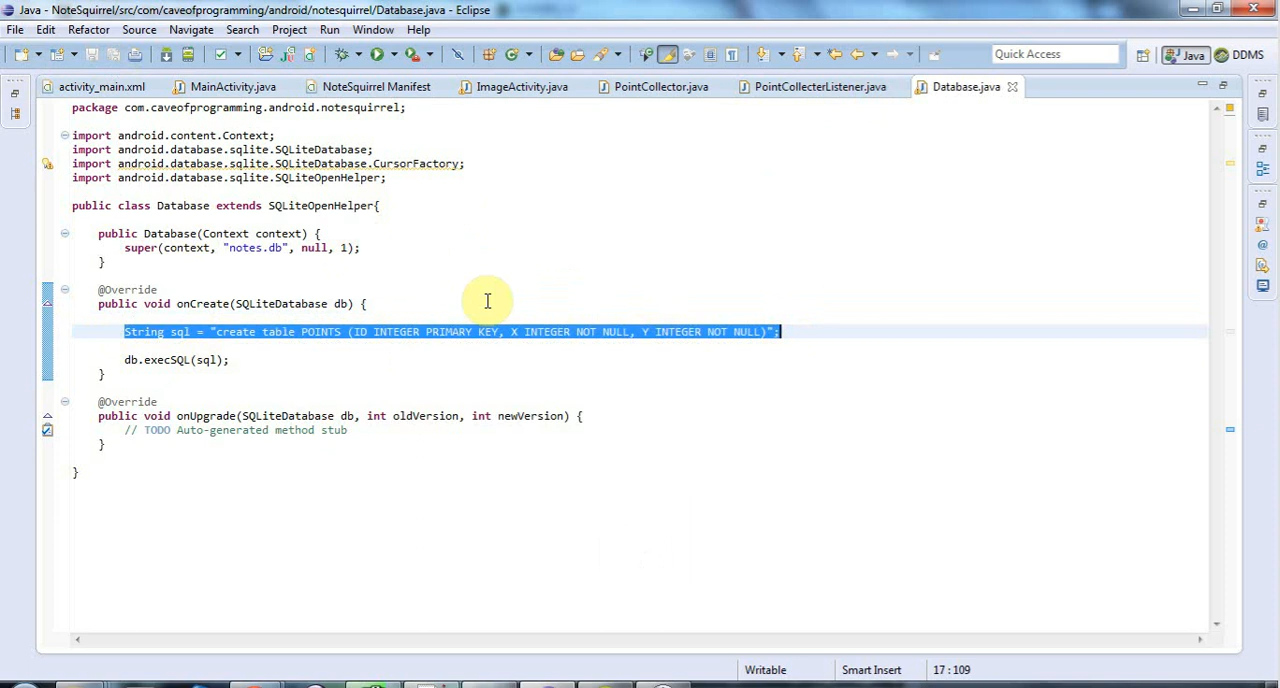 Java - NoteSquirrel/src/com/caveofprogramming/android/notesquirrel/Database.java - Eclipse
File Edit Refactor Source Navigate Search Project Run Window Help
Quick Access Java DDMS
activity_main.xml MainActivity.java NoteSquirrel Manifest ImageActivity.java PointCollector.java PointCollecterListener.java Database.java
package com.caveofprogramming.android.notesquirrel;
import android.content.Context;
import android.database.sqlite.SQLiteDatabase;
import android.database.sqlite.SQLiteDatabase.CursorFactory;
import android.database.sqlite.SQLiteOpenHelper;
public class Database extends SQLiteOpenHelper{
public Database(Context context) {
super(context, "notes.db", null, 1);
}
@Override
public void onCreate(SQLiteDatabase db) {
String sql = "create table POINTS (ID INTEGER PRIMARY KEY, X INTEGER NOT NULL, Y INTEGER NOT NULL)";
db.execSQL(sql);
}
@Override
public void onUpgrade(SQLiteDatabase db, int oldVersion, int newVersion) {
// TODO Auto-generated method stub
}
}
Writable Smart Insert 17 : 109